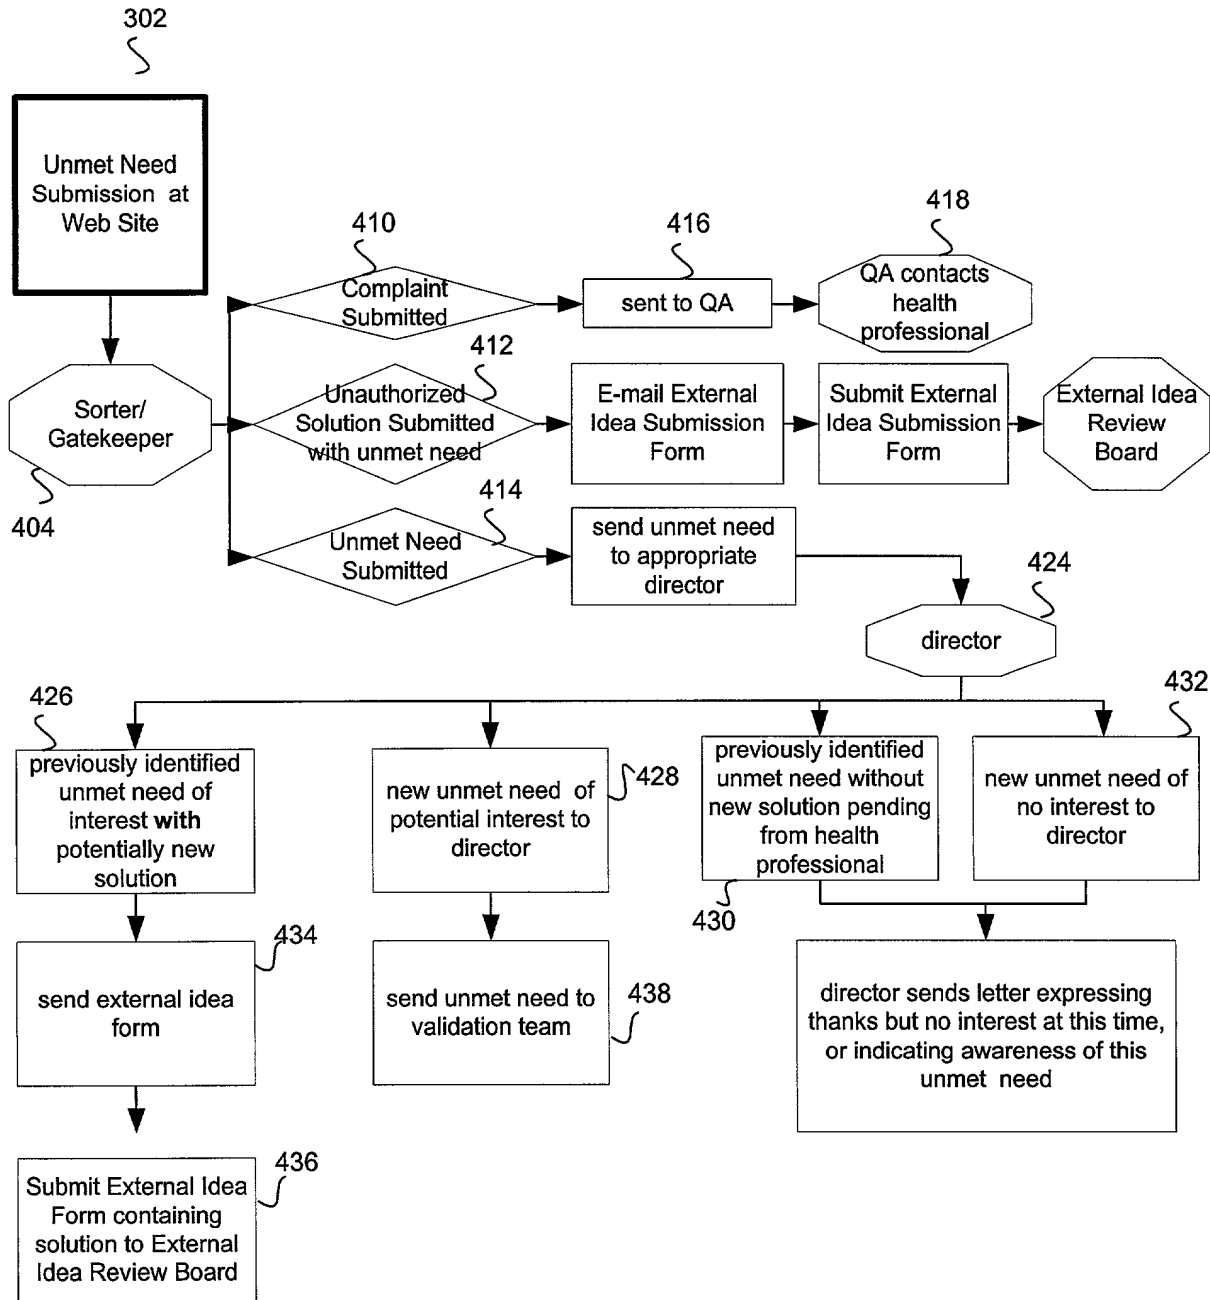 302
Unmet Need
Submission at
Web Site
410
Complaint
Submitted
416
sent to QA
418
QA contacts
health
professional
Sorter/
Gatekeeper
404
412
Unauthorized
Solution Submitted
with unmet need
E-mail External
Idea Submission
Form
Submit External
Idea Submission
Form
External Idea
Review
Board
414
Unmet Need
Submitted
send unmet need
to appropriate
director
424
director
426
previously identified
unmet need of
interest with
potentially new
solution
428
new unmet need of
potential interest to
director
previously identified
unmet need without
new solution pending
from health
professional
430
432
new unmet need of
no interest to
director
434
send external idea
form
438
send unmet need to
validation team
director sends letter expressing
thanks but no interest at this time,
or indicating awareness of this
unmet need
436
Submit External Idea
Form containing
solution to External
Idea Review Board